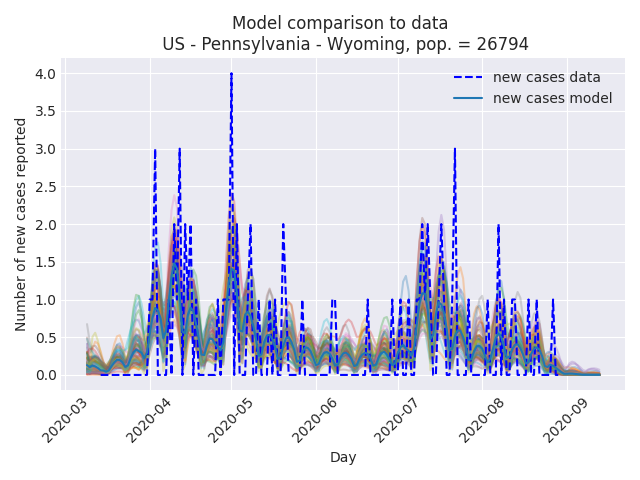 Model comparison to data
US - Pennsylvania - Wyoming, pop. = 26794
new cases data
new cases model
Number of new cases reported
4.0
3.5
3.0
2.5
2.0
1.5
1.0
0.5
0.0
2020-03
2020-04
2020-05
2020-06
2020-07
2020-08
2020-09
Day